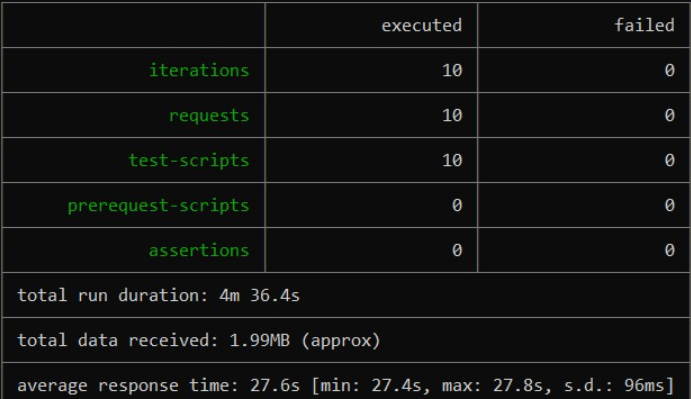 executed failed
iterations 10 0
requests 10 0
test-scripts 10 0
prerequest-scripts 0 0
assertions 0 0
total run duration: 4m 36.4s
total data received: 1.99MB (approx)
average response time: 27.6s [min: 27.4s, max: 27.8s, s.d.: 96ms]